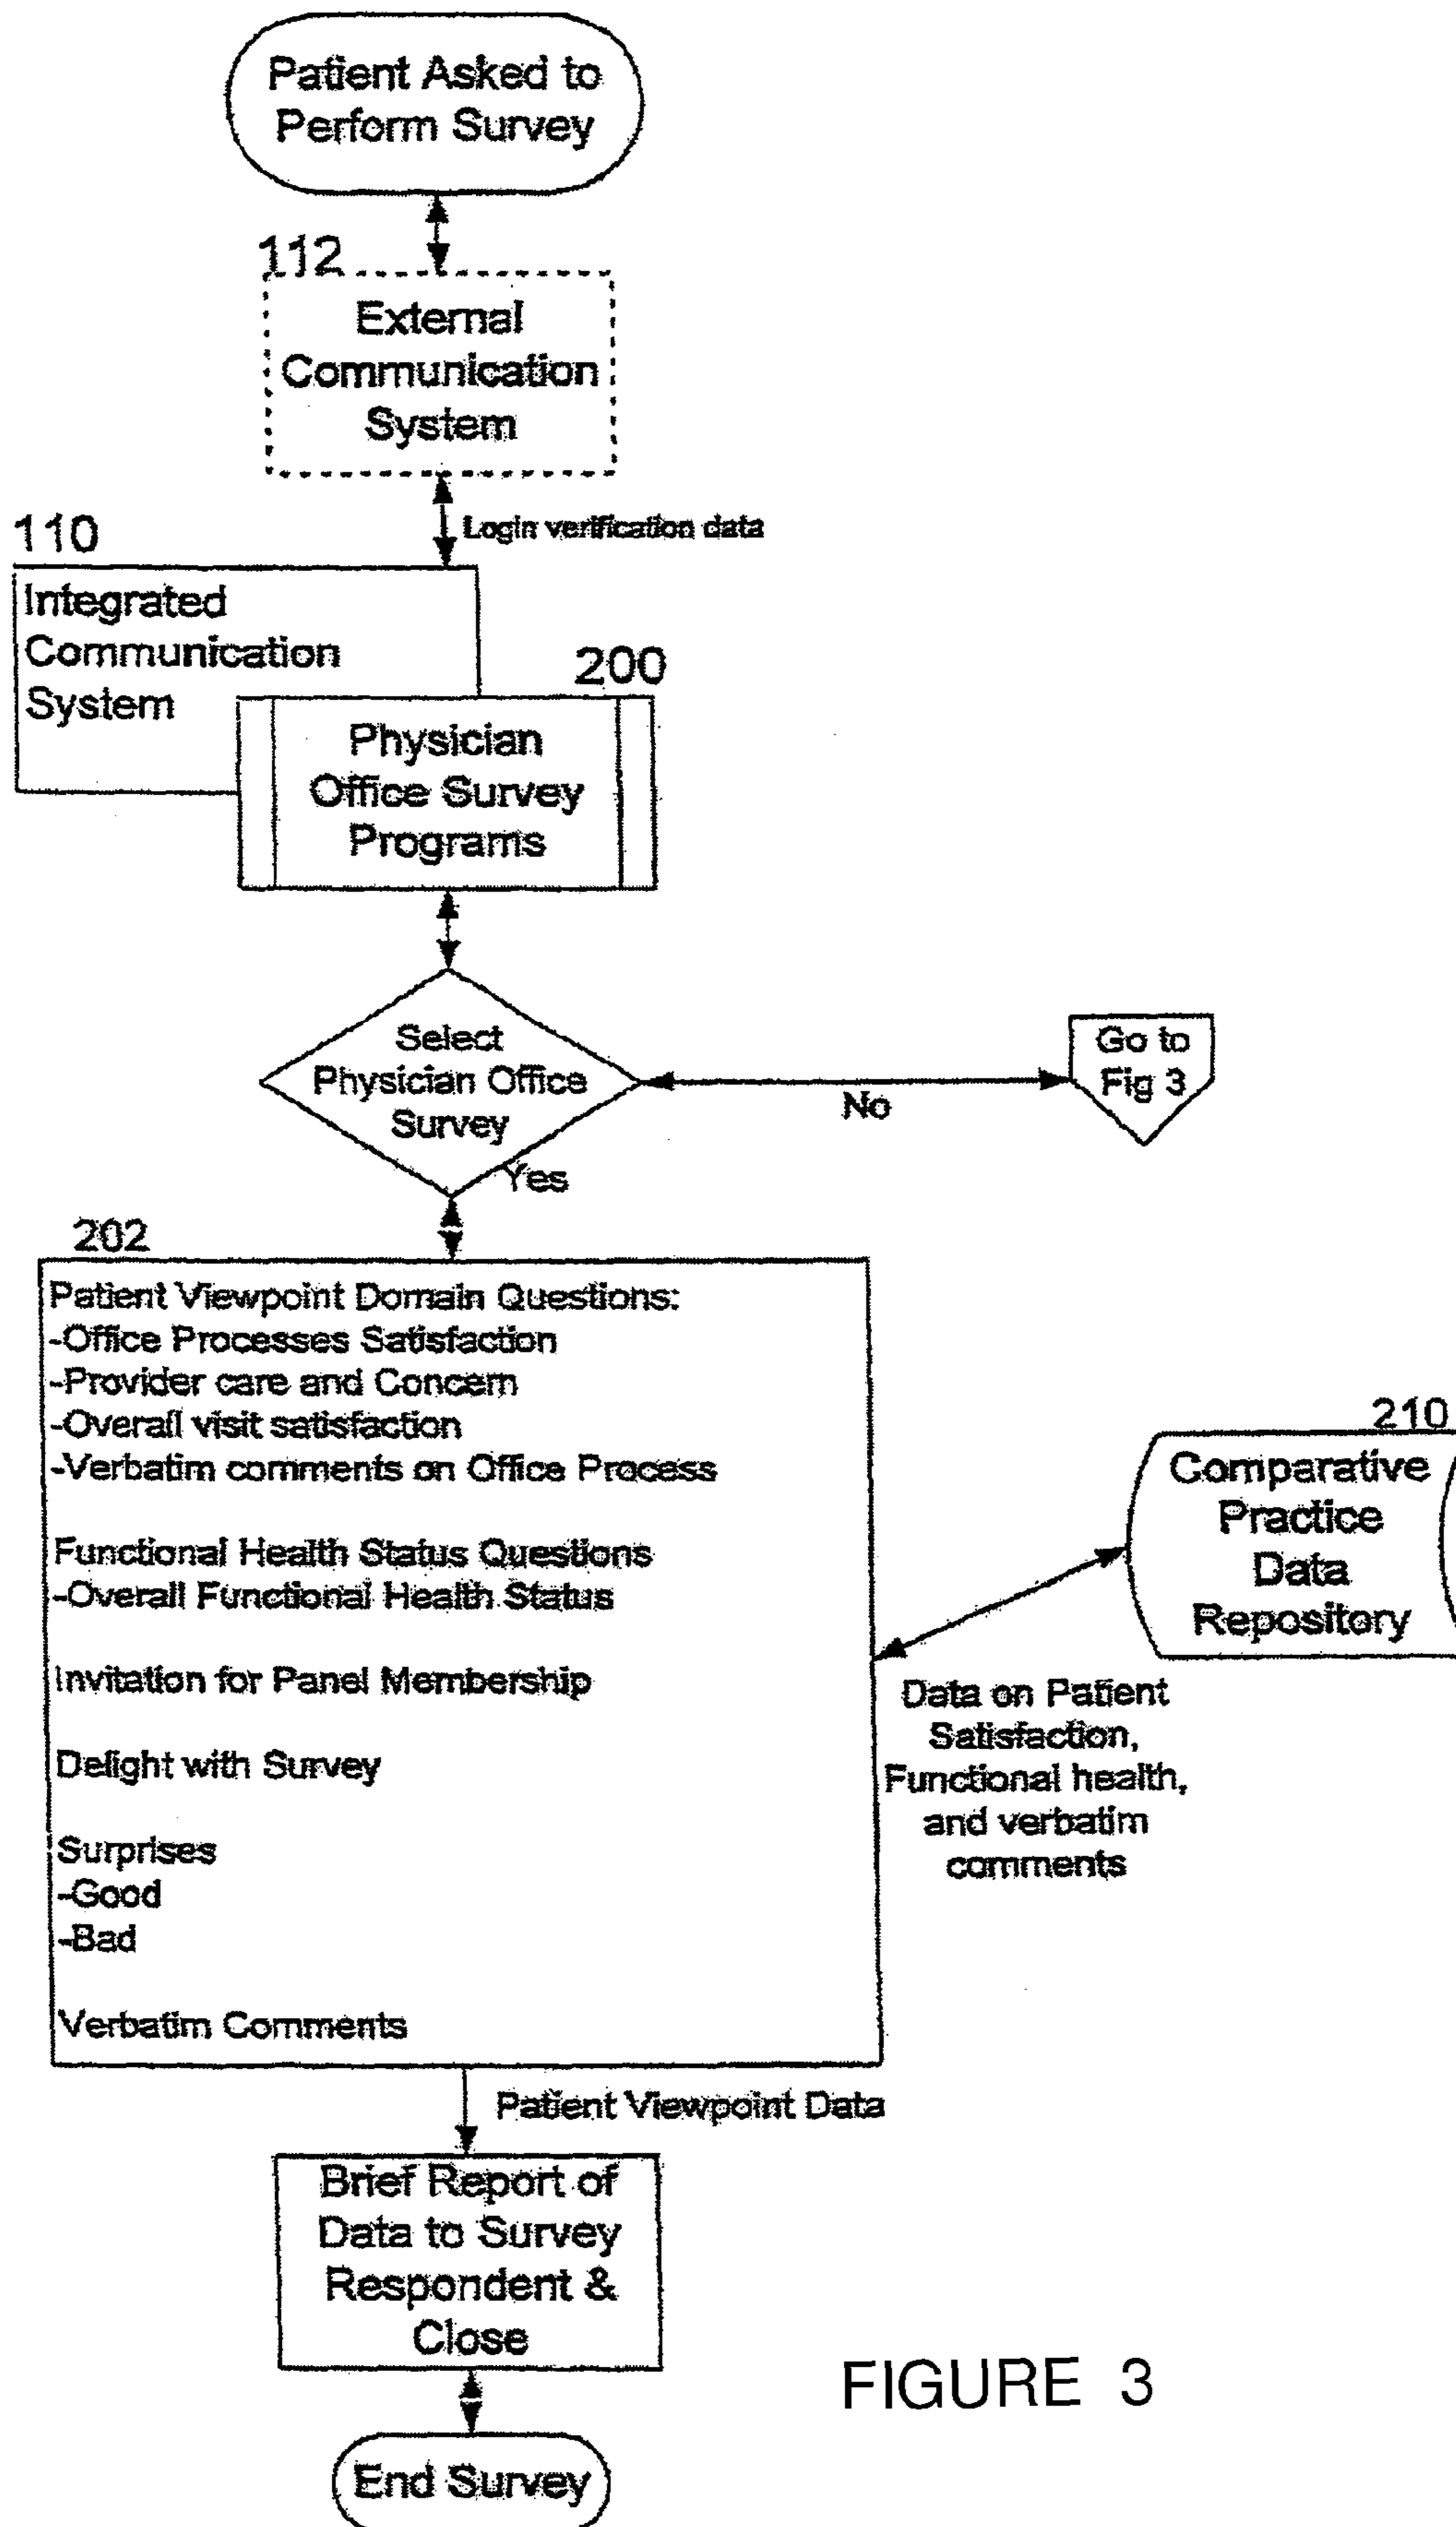 Patient Asked to
Perform Survey
112
External
Communication
System
Login verification data
110
Integrated
Communication
System
200
Physician
Office Survey
Programs
Select
Physician Office
Survey
No
Go to
Fig 3
Yes
202
Patient Viewpoint Domain Questions:
-Office Processes Satisfaction
-Provider care and Concern
-Overall visit satisfaction
-Verbatim comments on Office Process
Functional Health Status Questions
-Overall Functional Health Status
Invitation for Panel Membership
Delight with Survey
Surprises
-Good
-Bad
Verbatim Comments
210
Comparative
Practice
Data
Repository
Data on Patient
Satisfaction,
Functional health,
and verbatim
comments
Patient Viewpoint Data
Brief Report of
Data to Survey
Respondent &
Close
End Survey
FIGURE 3